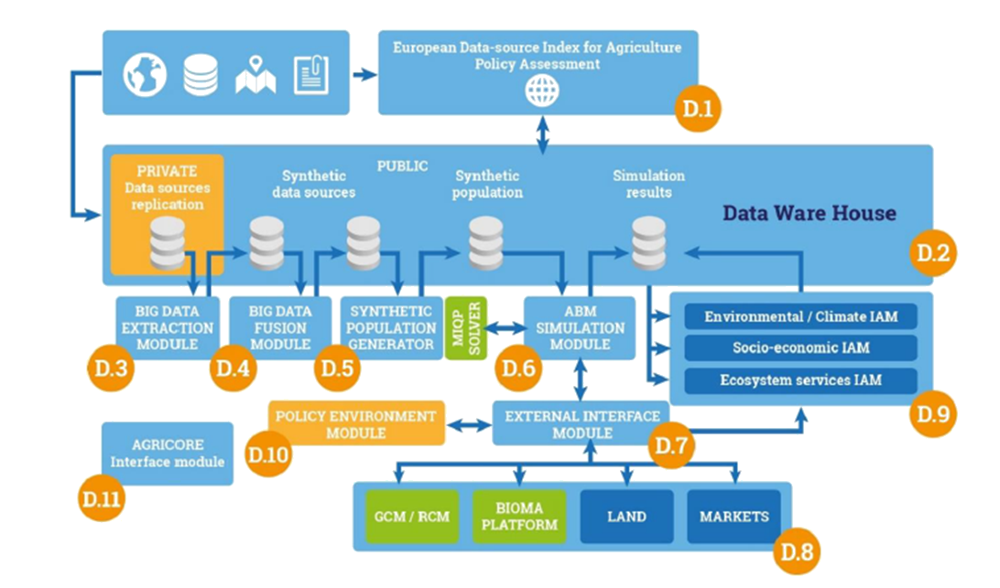 European Data-source Index for Agriculture
Policy Assessment
D.1
PRIVATE
Data sources
replication
PUBLIC
Synthetic
data sources
Synthetic
population
Simulation
results
Data Ware House
D.2
BIG DATA
EXTRACTION
MODULE
D.3
BIG DATA
FUSION
MODULE
D.4
SYNTHETIC
POPULATION
GENERATOR
D.5
MIQP
SOLVER
ABM
SIMULATION
MODULE
D.6
Environmental / Climate IAM
Socio-economic IAM
Ecosystem services IAM
D.9
POLICY ENVIRONMENT
MODULE
D.10
EXTERNAL INTERFACE
MODULE
D.7
AGRICORE
Interface module
D.11
GCM / RCM
BIOMA
PLATFORM
LAND
MARKETS
D.8